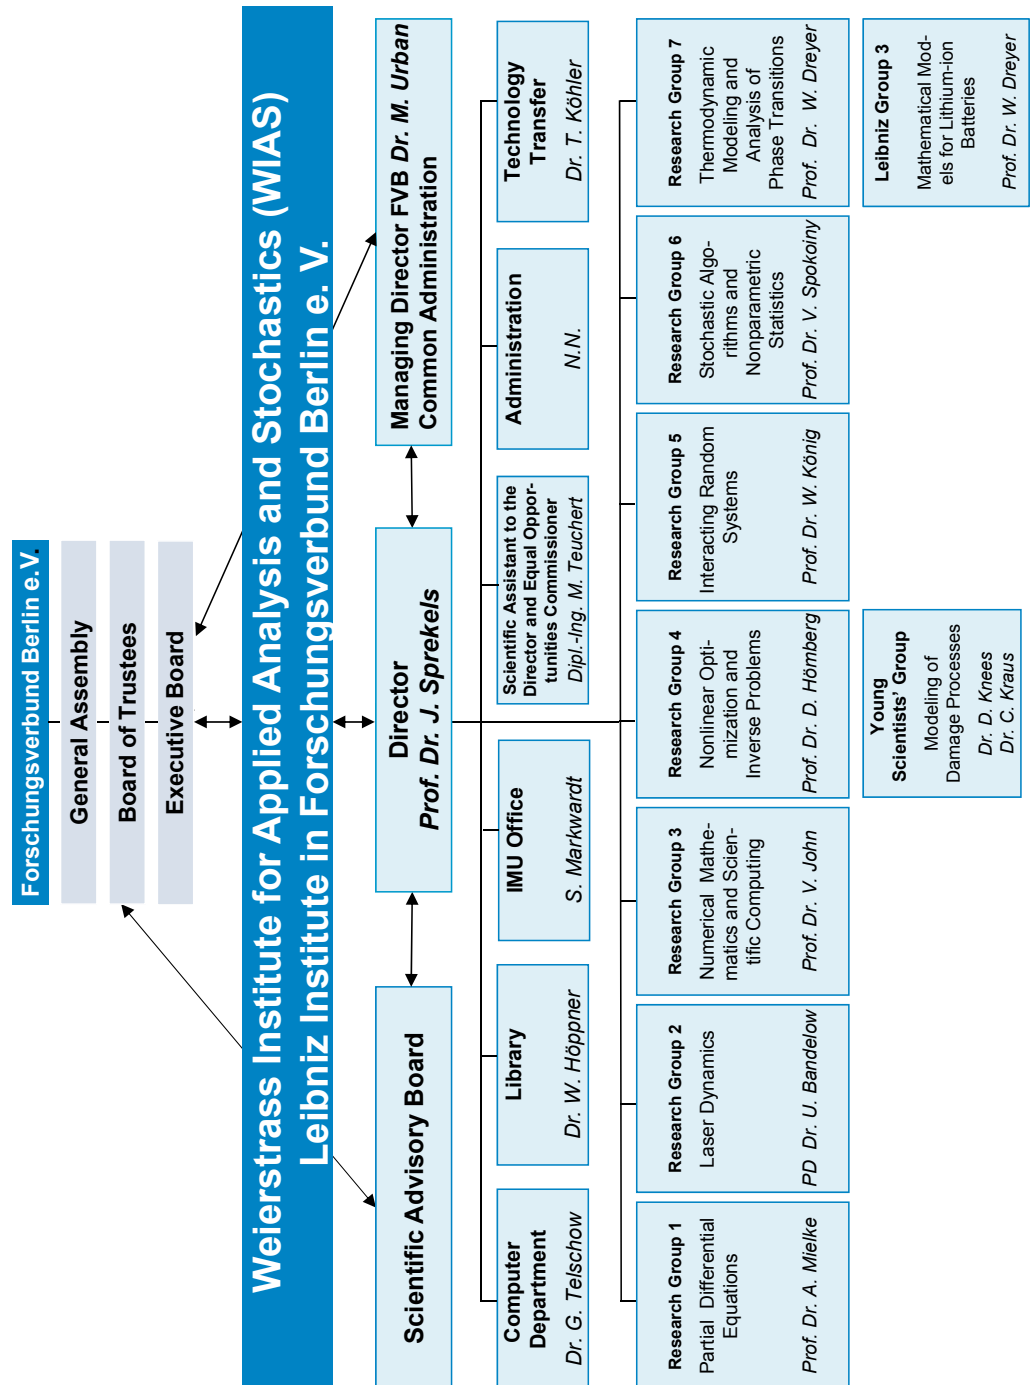 Forschungsverbund Berlin e.V.
General Assembly
Board of Trustees
Executive Board
Weierstrass Institute for Applied Analysis and Stochastics (WIAS)
Leibniz Institute in Forschungsverbund Berlin e. V.
Scientific Advisory Board
Director
Prof. Dr. J. Sprekels
Managing Director FVB Dr. M. Urban
Common Administration
Computer
Department
Dr. G. Telschow
Library
Dr. W. Höppner
IMU Office
S. Markwardt
Scientific Assistant to the
Director and Equal Oppor-
tunities Commissioner
Dipl.-Ing. M. Teuchert
Administration
N.N.
Technology
Transfer
Dr. T. Köhler
Research Group 1
Partial Differential
Equations
Prof. Dr. A. Mielke
Research Group 2
Laser Dynamics
PD Dr. U. Bandelow
Research Group 3
Numerical Mathe-
matics and Scien-
tific Computing
Prof. Dr. V. John
Research Group 4
Nonlinear Opti-
mization and
Inverse Problems
Prof. Dr. D. Hömberg
Research Group 5
Interacting Random
Systems
Prof. Dr. W. König
Research Group 6
Stochastic Algo-
rithms and
Nonparametric
Statistics
Prof. Dr. V. Spokoiny
Research Group 7
Thermodynamic
Modeling and
Analysis of
Phase Transitions
Prof. Dr. W. Dreyer
Young
Scientists' Group
Modeling of
Damage Processes
Dr. D. Knees
Dr. C. Kraus
Leibniz Group 3
Mathematical Mod-
els for Lithium-ion
Batteries
Prof. Dr. W. Dreyer